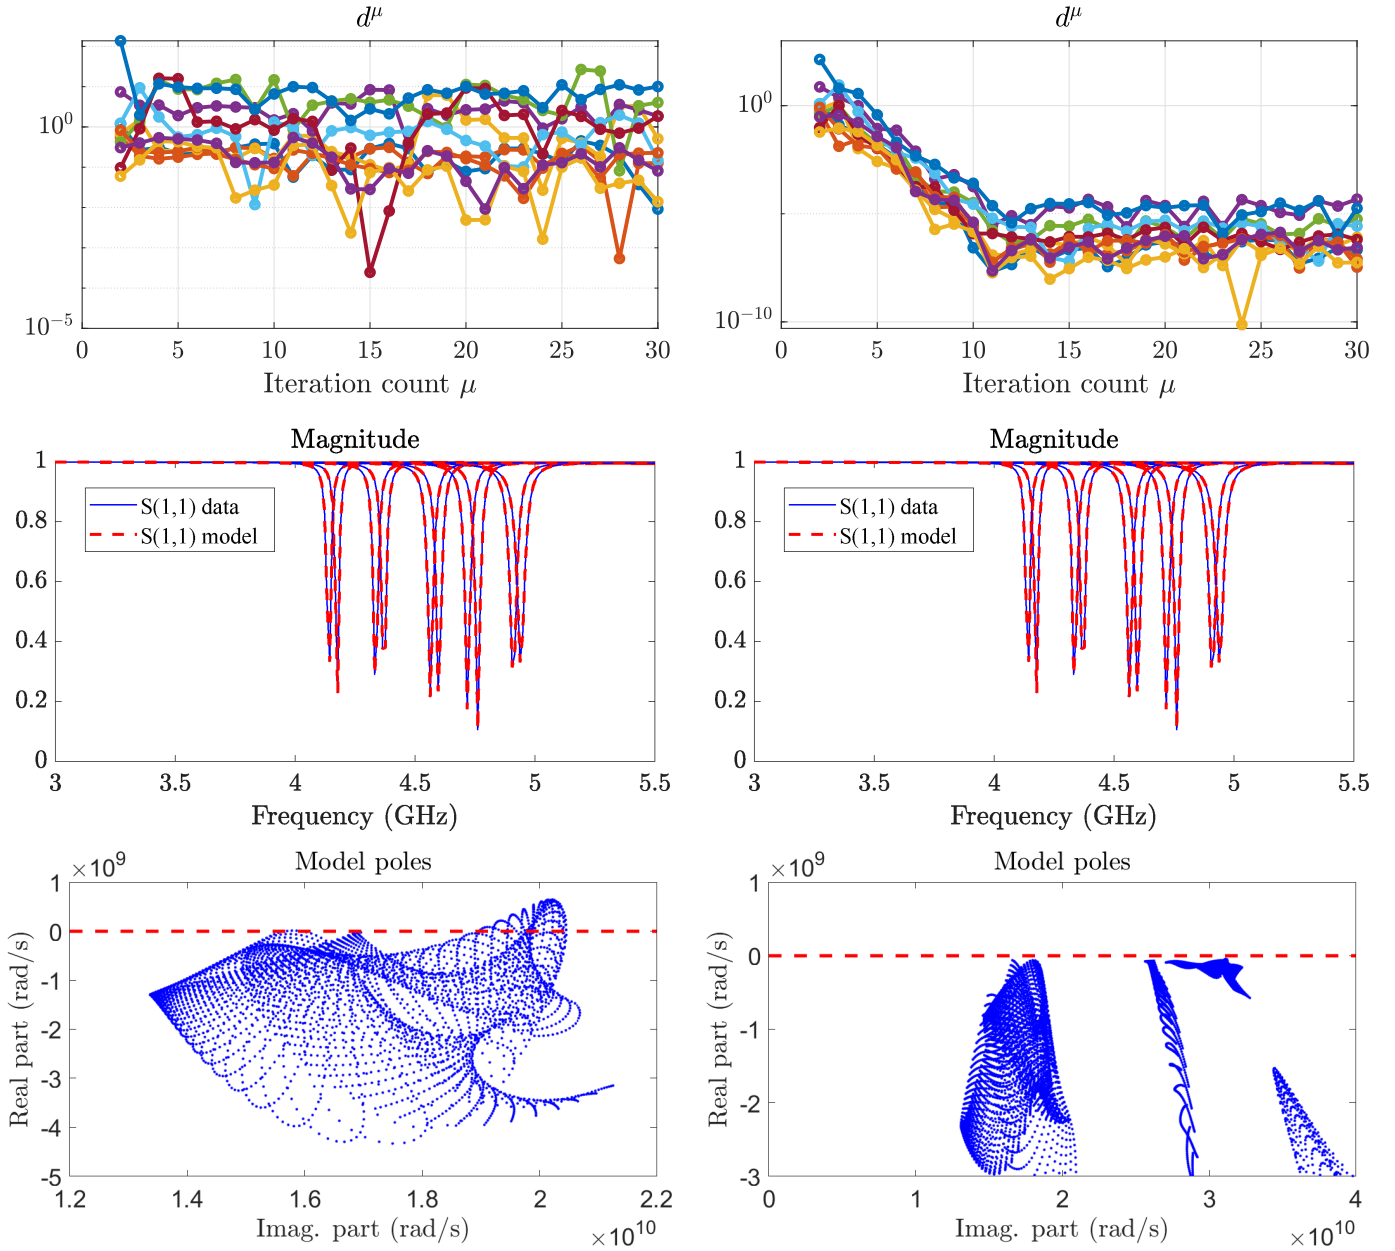 d^μ
10^0
10^−5
0 5 10 15 20 25 30
Iteration count μ
d^μ
10^0
10^−10
0 5 10 15 20 25 30
Iteration count μ
Magnitude
1
0.8
0.6
0.4
0.2
0
S(1,1) data
S(1,1) model
3 3.5 4 4.5 5 5.5
Frequency (GHz)
Magnitude
1
0.8
0.6
0.4
0.2
0
S(1,1) data
S(1,1) model
3 3.5 4 4.5 5 5.5
Frequency (GHz)
×10^9
Model poles
Real part (rad/s)
1
0
-1
-2
-3
-4
-5
1.2 1.4 1.6 1.8 2 2.2
Imag. part (rad/s)
×10^10
×10^9
Model poles
Real part (rad/s)
1
0
-1
-2
-3
0 1 2 3 4
Imag. part (rad/s)
×10^10